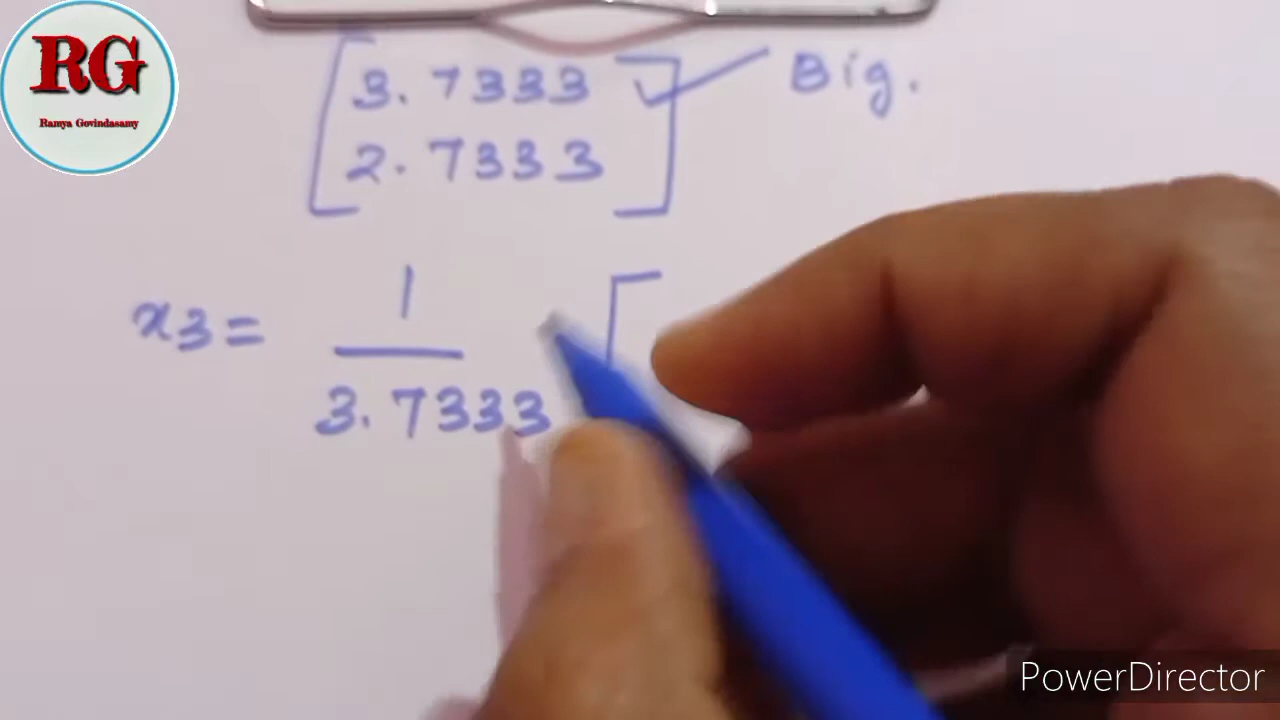 RG
Ramya Govindasamy
3.7333 Big.
2.7333
x3= 1
3.7333
PowerDirector